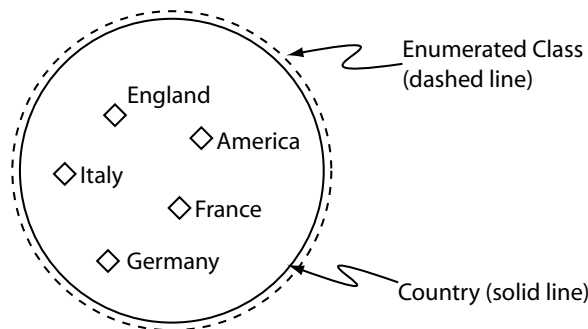 Enumerated Class
(dashed line)
England
America
Italy
France
Germany
Country (solid line)